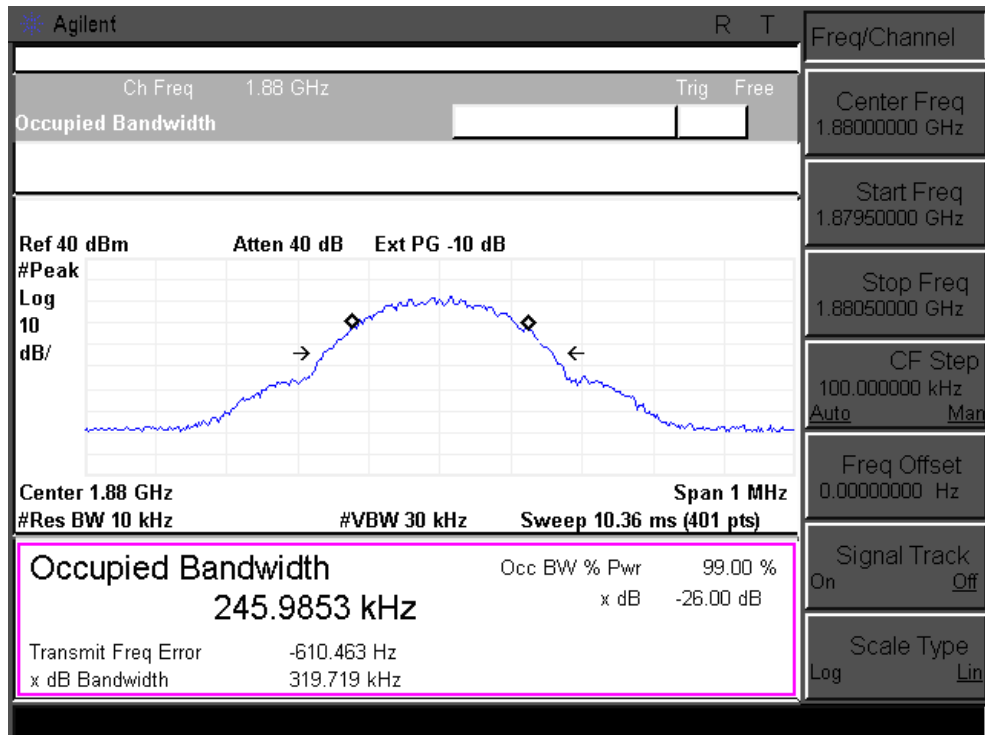 Agilent R T
Ch Freq 1.88 GHz Trig Free
Occupied Bandwidth
Ref 40 dBm Atten 40 dB Ext PG -10 dB
#Peak
Log
10
dB/
Center 1.88 GHz Span 1 MHz
#Res BW 10 kHz #VBW 30 kHz Sweep 10.36 ms (401 pts)
Occupied Bandwidth Occ BW % Pwr 99.00 %
245.9853 kHz x dB -26.00 dB
Transmit Freq Error -610.463 Hz
x dB Bandwidth 319.719 kHz
Freq/Channel
Center Freq
1.88000000 GHz
Start Freq
1.87950000 GHz
Stop Freq
1.88050000 GHz
CF Step
100.000000 kHz
Auto Man
Freq Offset
0.00000000 Hz
Signal Track
On Off
Scale Type
Log Lin